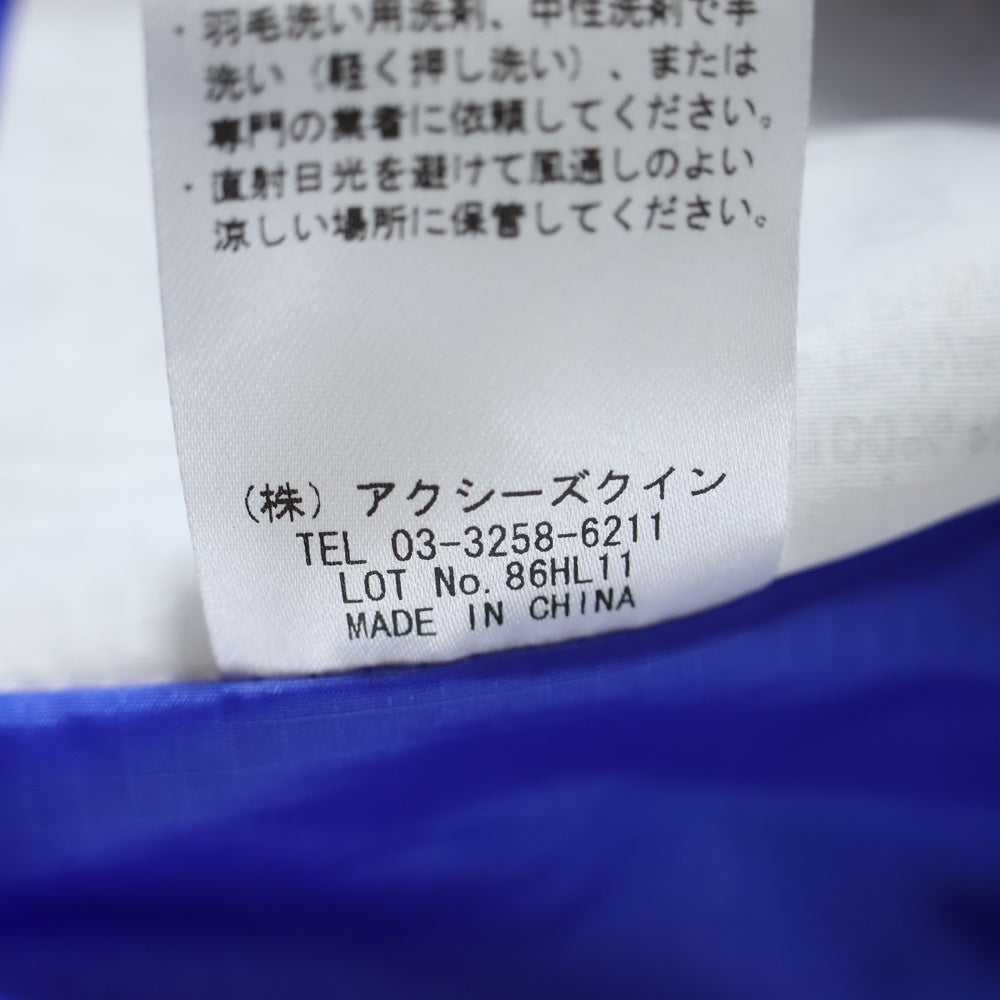 ・羽毛洗い用洗剤、中性洗剤で手
洗い（軽く押し洗い）、または
専門の業者に依頼してください。
・直射日光を避けて風通しのよい
涼しい場所に保管してください。
（株）アクシーズクイン
TEL 03-3258-6211
LOT No. 86HL11
MADE IN CHINA